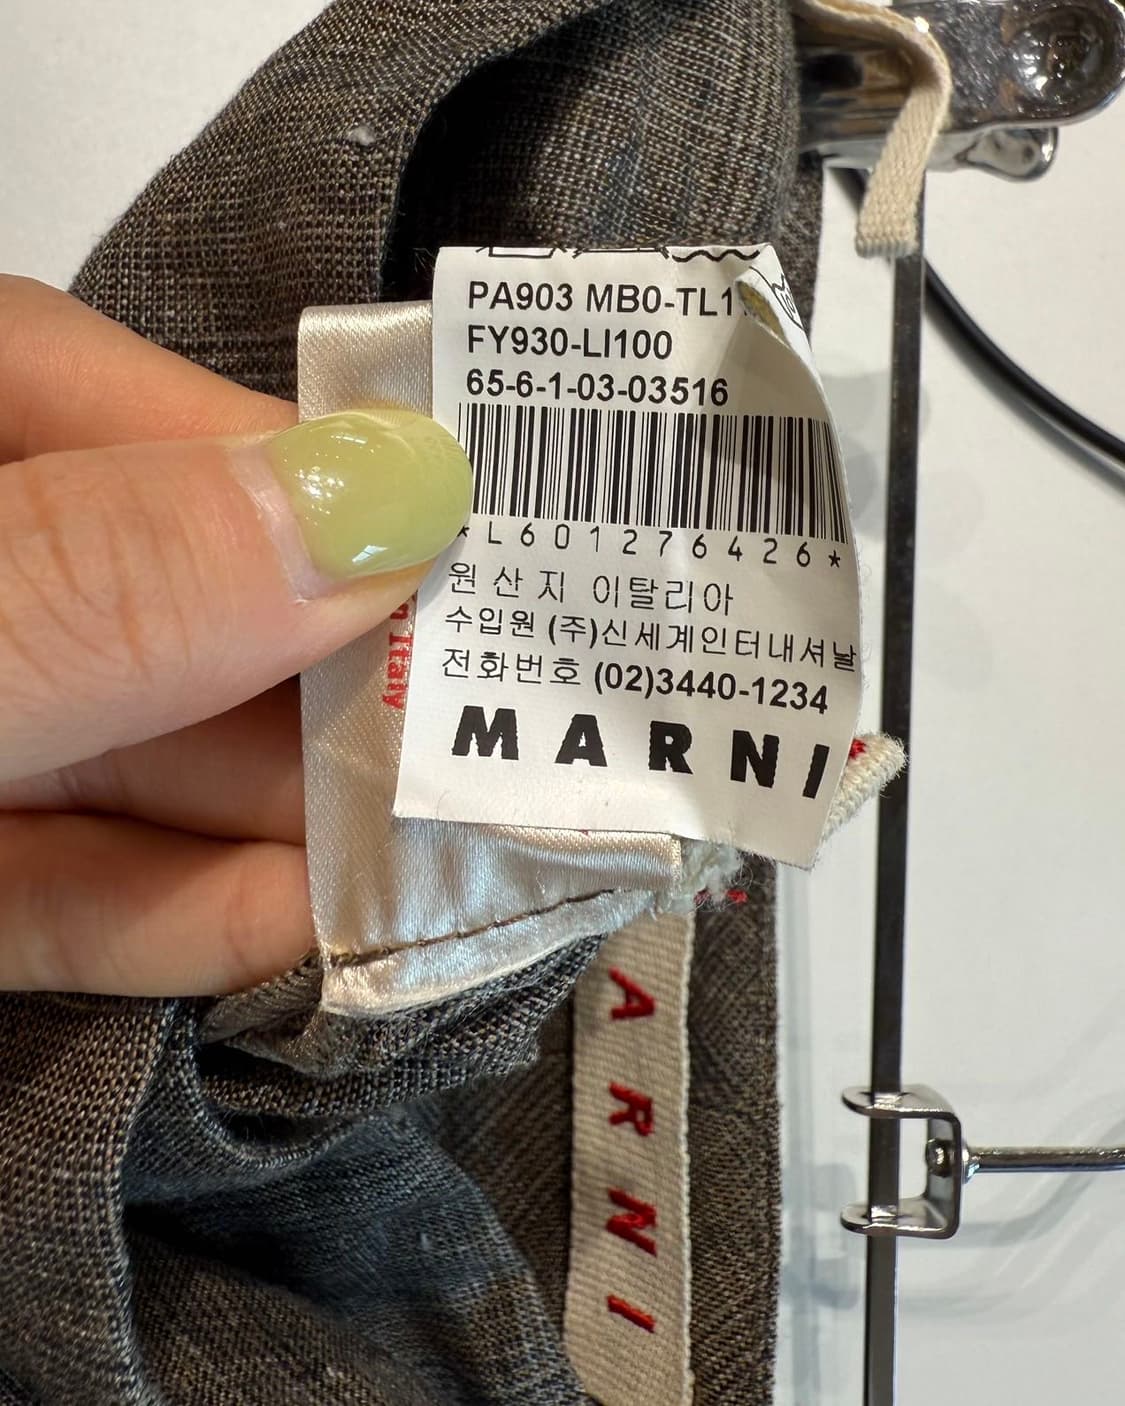 PA903 MB0-TL1
FY930-LI100
65-6-1-03-03516
*L601276426*
원산지 이탈리아
수입원 (주)신세계인터내셔날
전화번호 (02)3440-1234
MARNI
Italy
ARNI